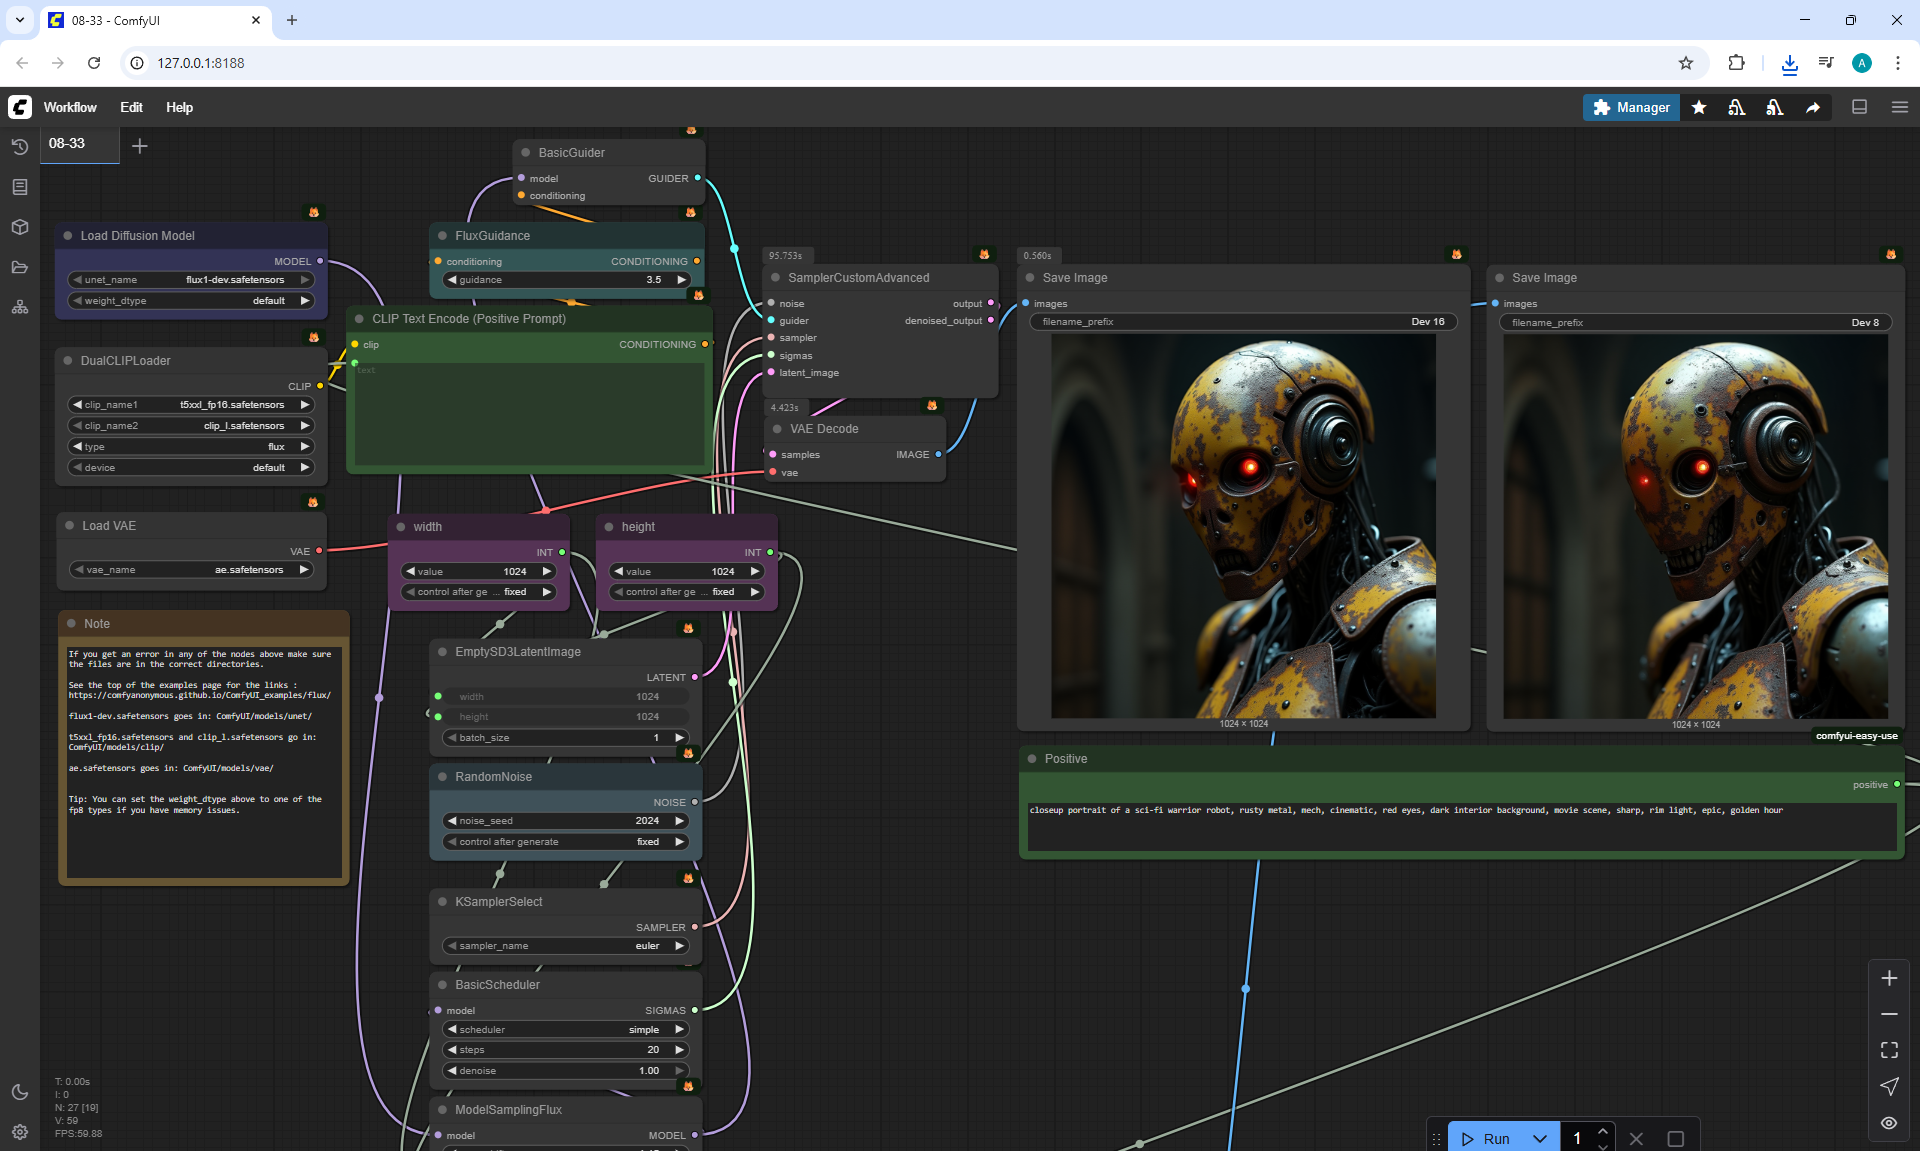 08-33 - ComfyUI
127.0.0.1:8188
Workflow
Edit
Help
Manager
08-33
BasicGuider
model
GUIDER
conditioning
Load Diffusion Model
MODEL
unet_name
flux1-dev.safetensors
weight_dtype
default
FluxGuidance
conditioning
CONDITIONING
guidance
3.5
DualCLIPLoader
CLIP
clip_name1
t5xxl_fp16.safetensors
clip_name2
clip_l.safetensors
type
flux
device
default
CLIP Text Encode (Positive Prompt)
clip
CONDITIONING
text
95.753s
SamplerCustomAdvanced
noise
output
guider
denoised_output
sampler
sigmas
latent_image
4.423s
VAE Decode
samples
IMAGE
vae
0.560s
Save Image
images
filename_prefix
Dev 16
1024 × 1024
Save Image
images
filename_prefix
Dev 8
1024 × 1024
Load VAE
VAE
vae_name
ae.safetensors
width
INT
value
1024
control after ge ...
fixed
height
INT
value
1024
control after ge ...
fixed
Note
If you get an error in any of the nodes above make sure
the files are in the correct directories.
See the top of the examples page for the links :
https://comfyanonymous.github.io/ComfyUI_examples/flux/
flux1-dev.safetensors goes in: ComfyUI/models/unet/
t5xxl_fp16.safetensors and clip_l.safetensors go in:
ComfyUI/models/clip/
ae.safetensors goes in: ComfyUI/models/vae/
Tip: You can set the weight_dtype above to one of the
fp8 types if you have memory issues.
EmptySD3LatentImage
LATENT
width
1024
height
1024
batch_size
1
RandomNoise
NOISE
noise_seed
2024
control after generate
fixed
KSamplerSelect
SAMPLER
sampler_name
euler
BasicScheduler
model
SIGMAS
scheduler
simple
steps
20
denoise
1.00
ModelSamplingFlux
model
MODEL
comfyui-easy-use
Positive
positive
closeup portrait of a sci-fi warrior robot, rusty metal, mech, cinematic, red eyes, dark interior background, movie scene, sharp, rim light, epic, golden hour
T: 0.00s
I: 0
N: 27 [19]
V: 59
FPS:59.88
Run
1
A